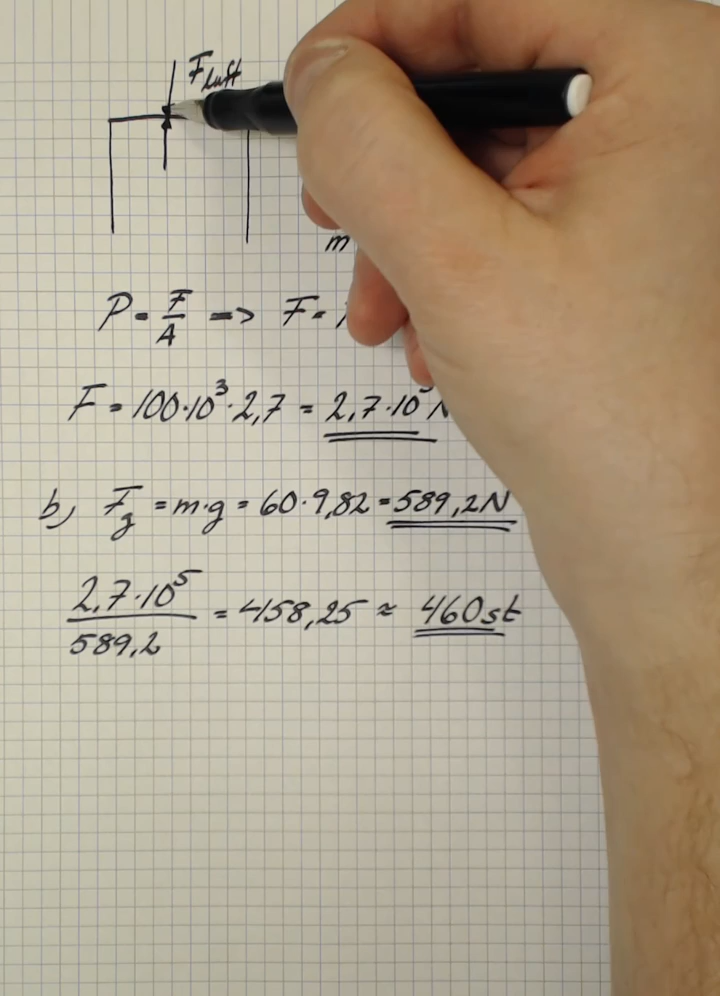 F_luft
m
P = F/A => F =
F = 100·10³·2,7 = 2,7·10⁵ N
b) F_g = m·g = 60·9,82 = 589,2N
2,7·10⁵
589,2
= 458,25 ≈ 460st